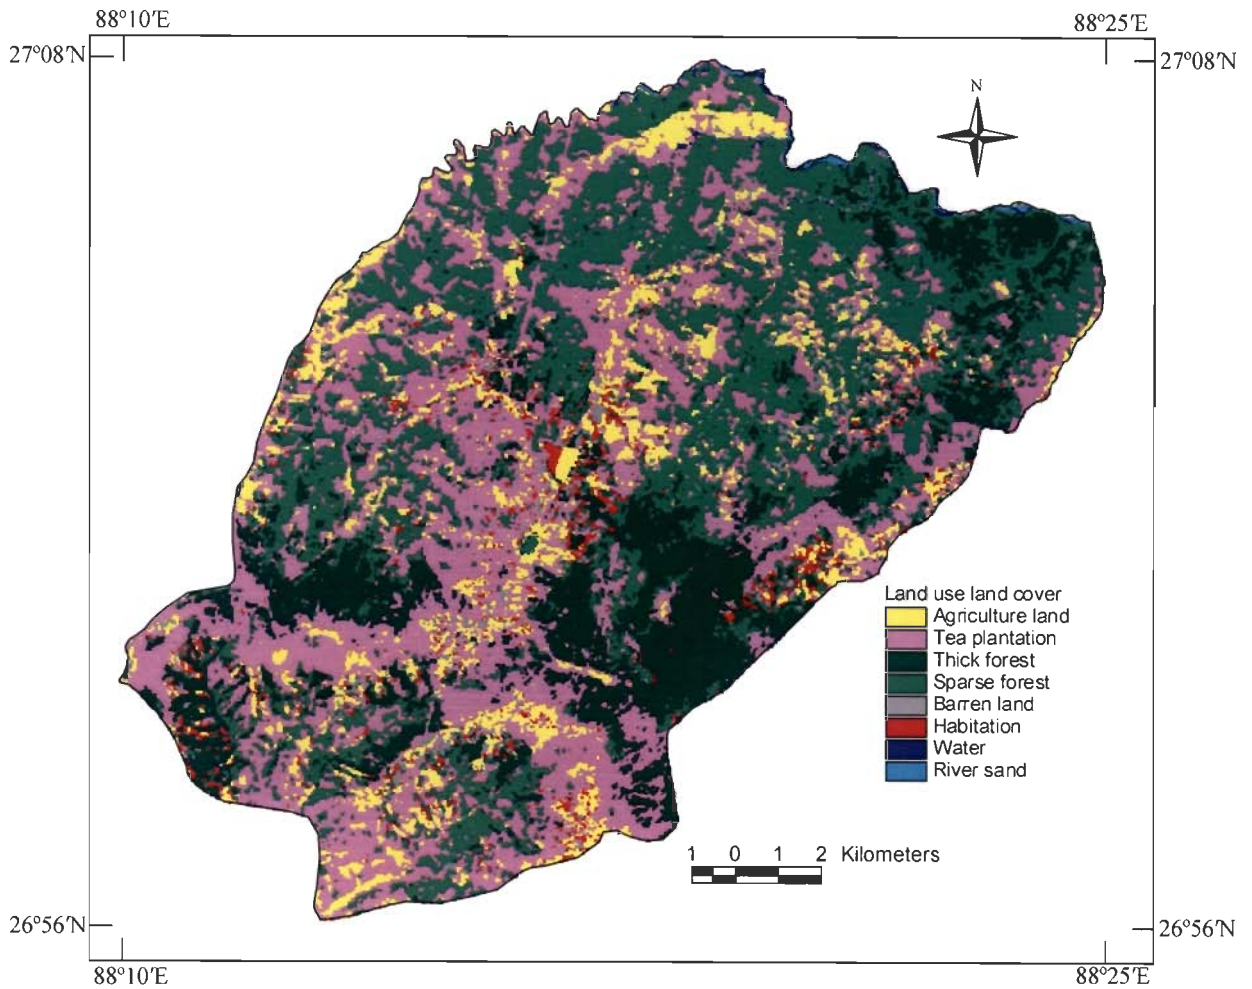 88°10′E
88°25′E
27°08′N
27°08′N
N
Land use land cover
Agriculture land
Tea plantation
Thick forest
Sparse forest
Barren land
Habitation
Water
River sand
1 0 1 2 Kilometers
26°56′N
26°56′N
88°10′E
88°25′E